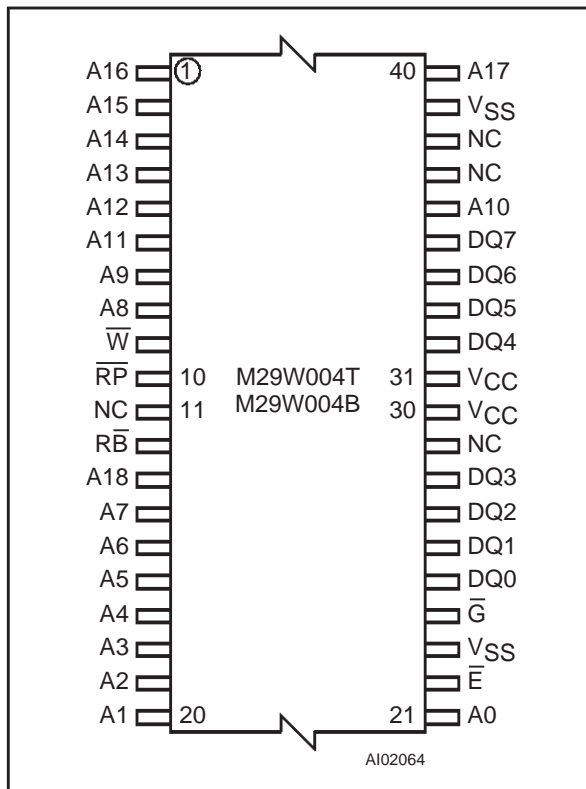 A16 ① 40 A17
A15 VSS
A14 NC
A13 NC
A12 A10
A11 DQ7
A9 DQ6
A8 DQ5
W̅ DQ4
R̅P̅ 10 M29W004T 31 VCC
NC 11 M29W004B 30 VCC
RB̅ NC
A18 DQ3
A7 DQ2
A6 DQ1
A5 DQ0
A4 G̅
A3 VSS
A2 E̅
A1 20 21 A0
AI02064